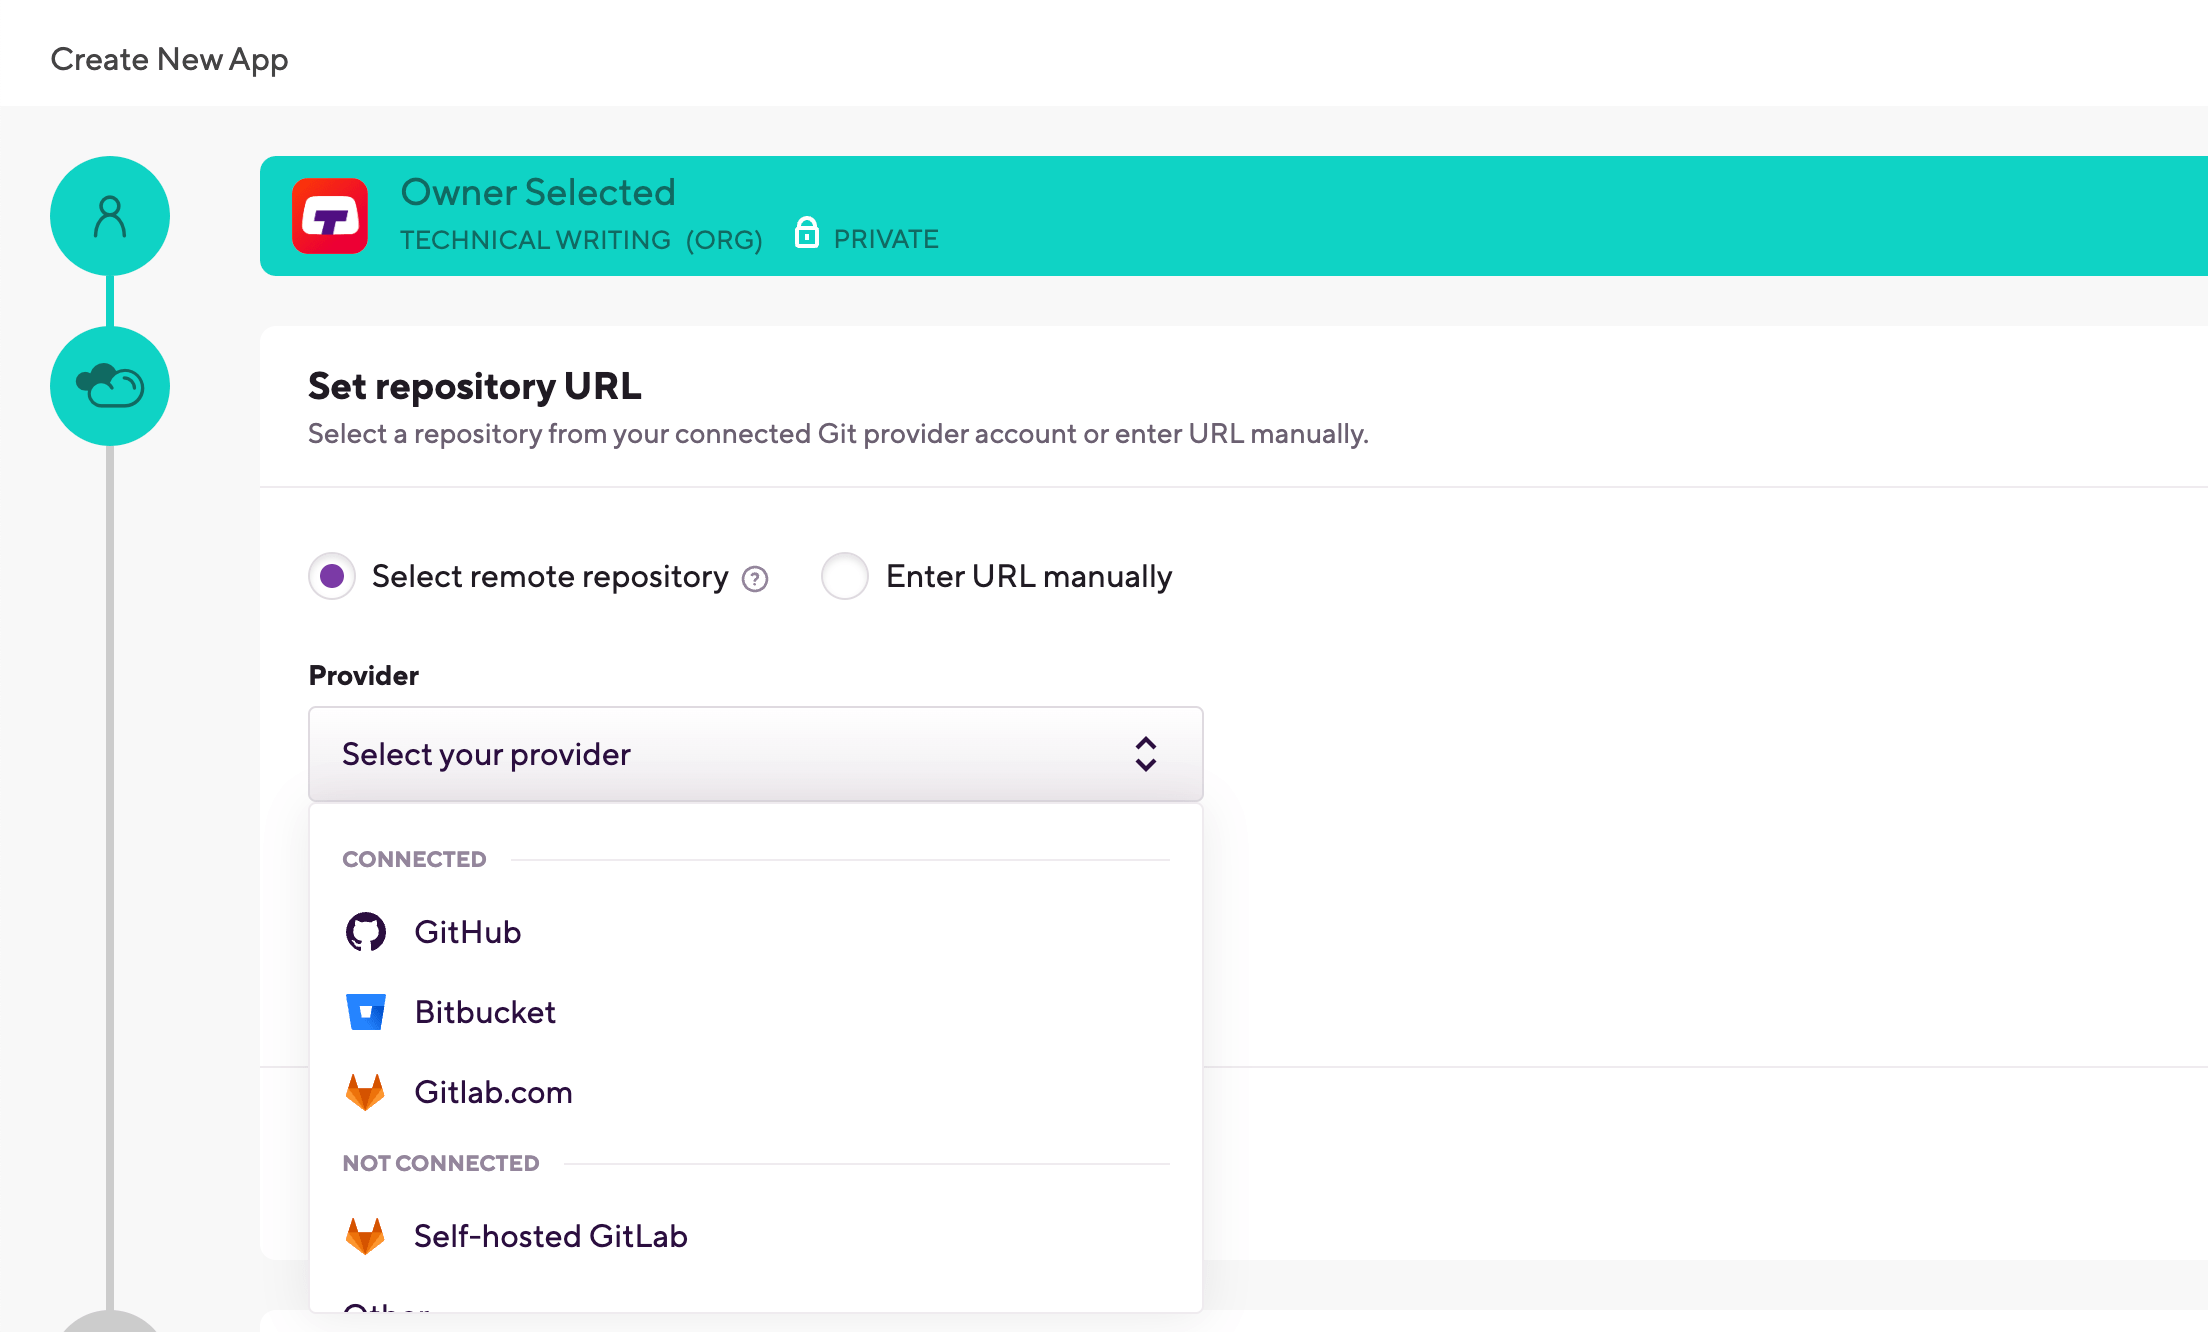 Create New App
Owner Selected
TECHNICAL WRITING (ORG) PRIVATE
Set repository URL
Select a repository from your connected Git provider account or enter URL manually.
Select remote repository ? Enter URL manually
Provider
Select your provider
CONNECTED
GitHub
Bitbucket
Gitlab.com
NOT CONNECTED
Self-hosted GitLab
Other